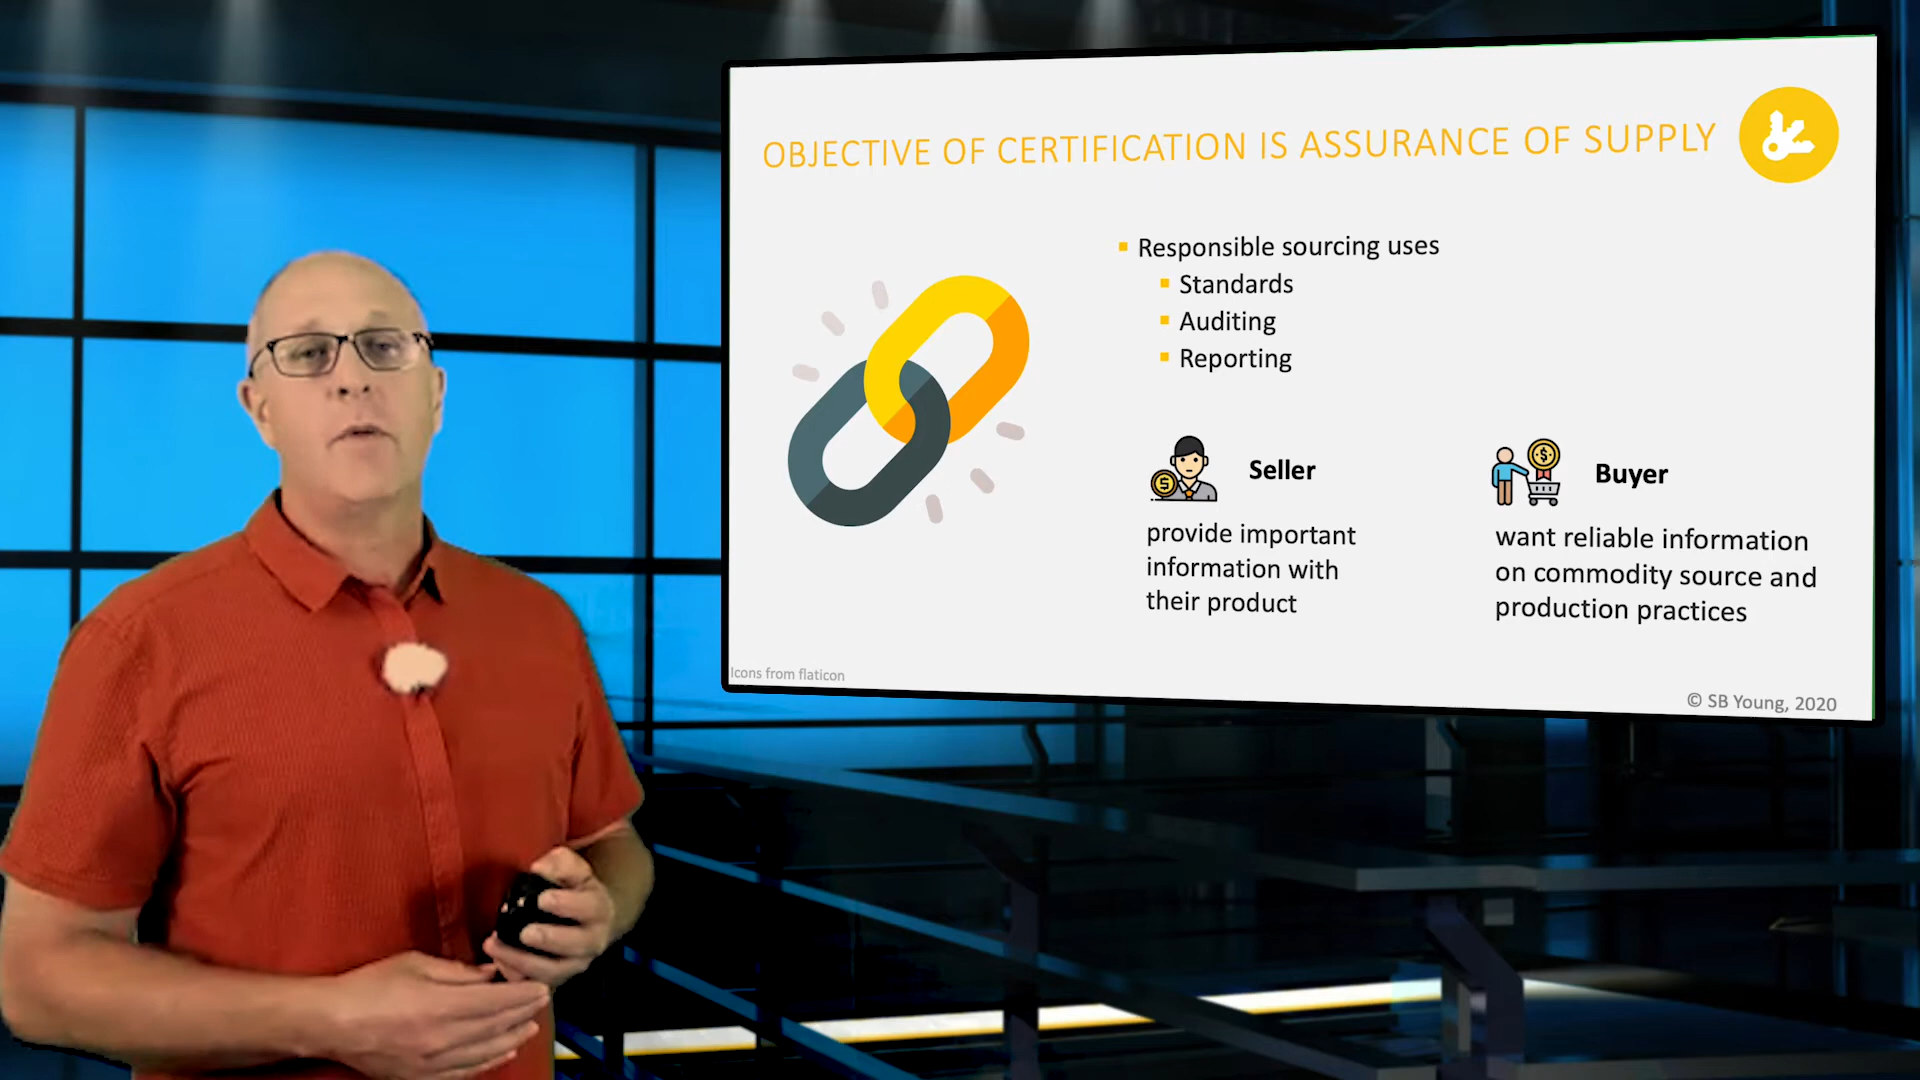 OBJECTIVE OF CERTIFICATION IS ASSURANCE OF SUPPLY
Responsible sourcing uses
Standards
Auditing
Reporting
Seller
provide important
information with
their product
Buyer
want reliable information
on commodity source and
production practices
Icons from flaticon
© SB Young, 2020